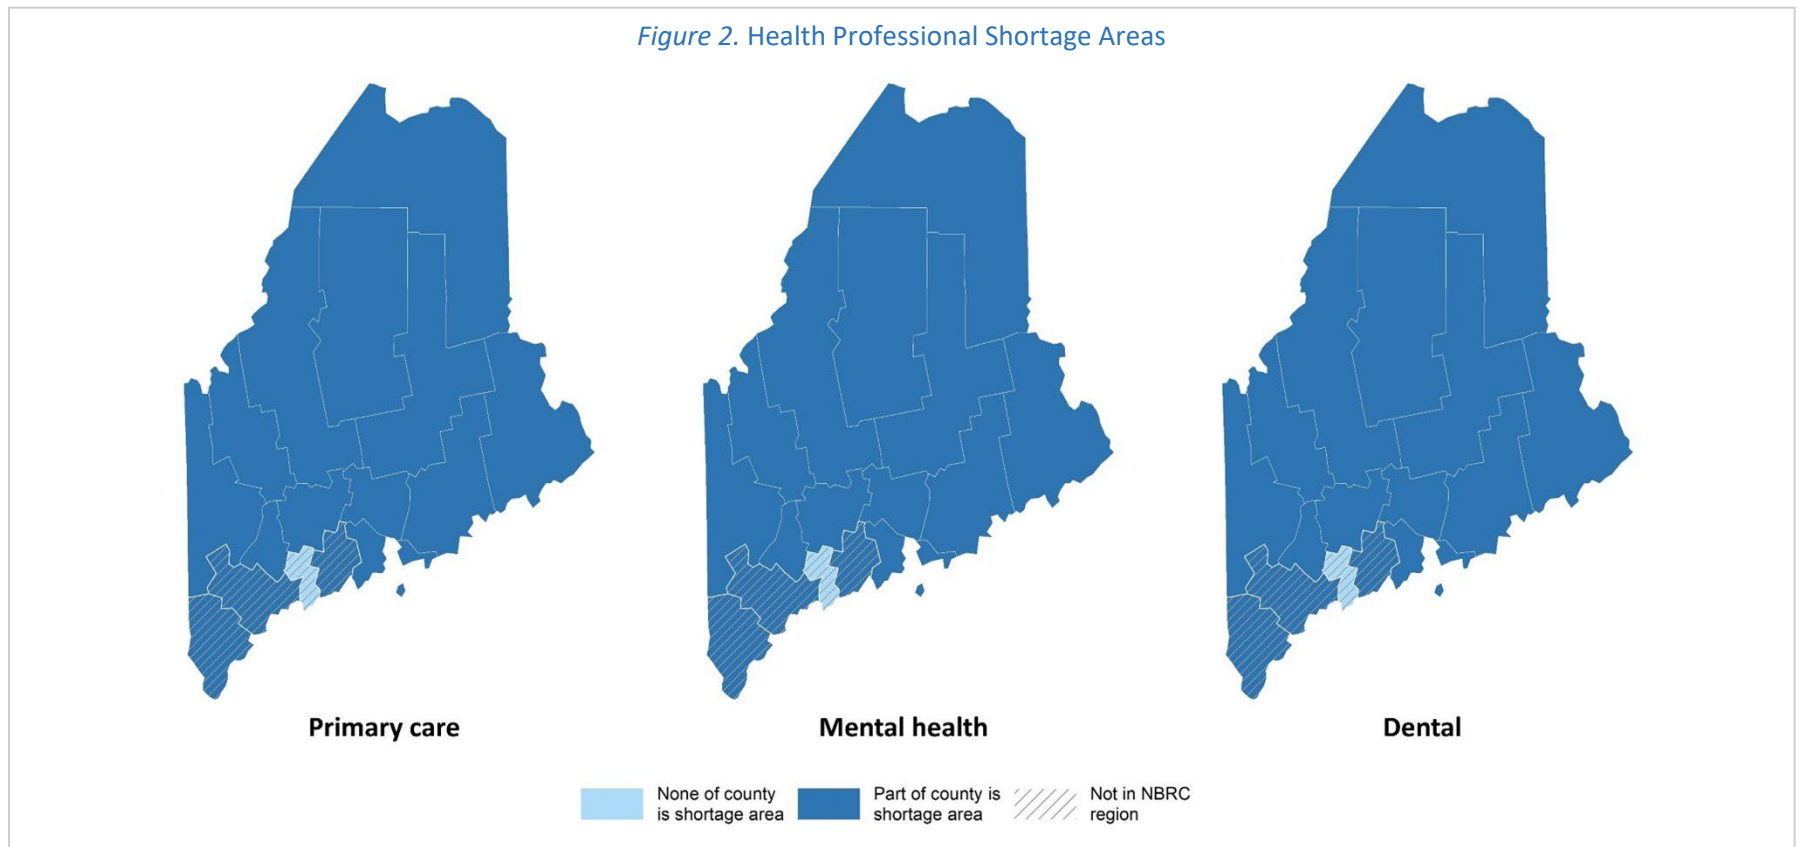 Figure 2. Health Professional Shortage Areas
Primary care
Mental health
Dental
None of county
is shortage area
Part of county is
shortage area
Not in NBRC
region